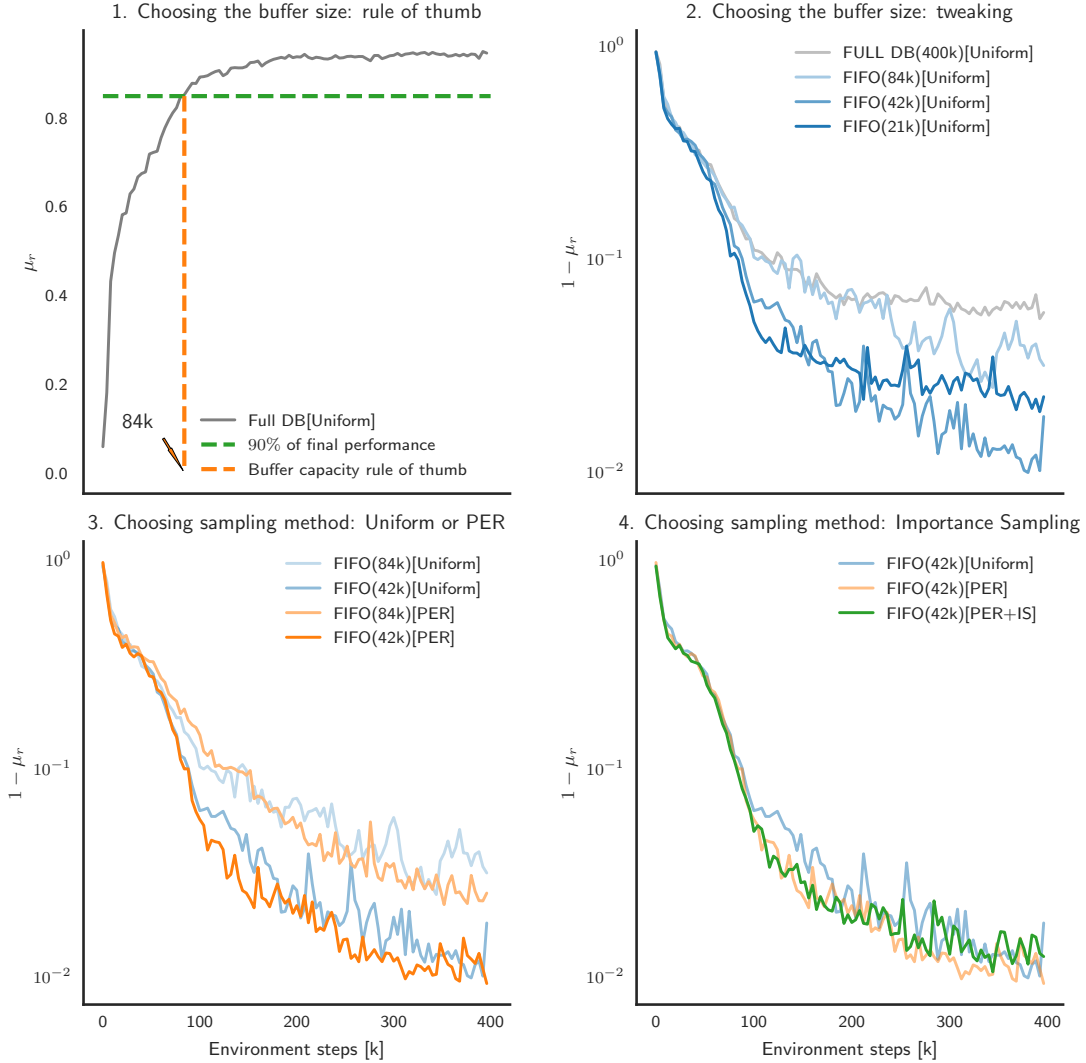 1. Choosing the buffer size: rule of thumb
μr
0.8
0.6
0.4
0.2
0.0
84k
Full DB[Uniform]
90% of final performance
Buffer capacity rule of thumb
2. Choosing the buffer size: tweaking
1 − μr
10^0
10^−1
10^−2
FULL DB(400k)[Uniform]
FIFO(84k)[Uniform]
FIFO(42k)[Uniform]
FIFO(21k)[Uniform]
3. Choosing sampling method: Uniform or PER
1 − μr
10^0
10^−1
10^−2
FIFO(84k)[Uniform]
FIFO(42k)[Uniform]
FIFO(84k)[PER]
FIFO(42k)[PER]
0 100 200 300 400
Environment steps [k]
4. Choosing sampling method: Importance Sampling
1 − μr
10^0
10^−1
10^−2
FIFO(42k)[Uniform]
FIFO(42k)[PER]
FIFO(42k)[PER+IS]
0 100 200 300 400
Environment steps [k]